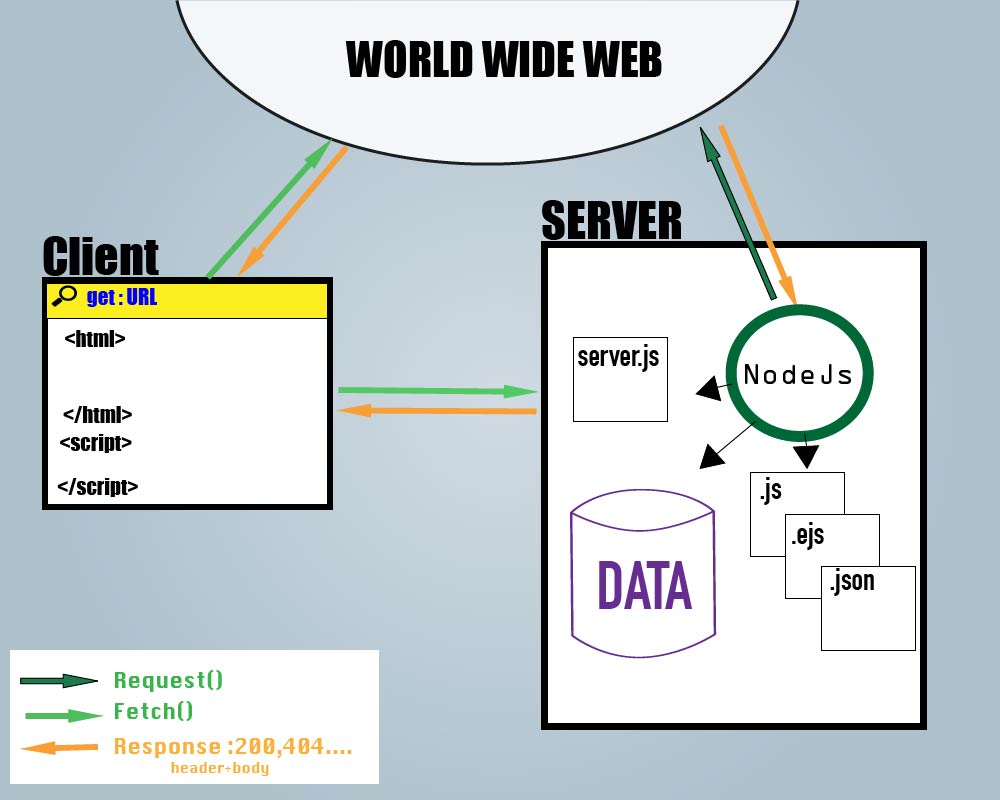 WORLD WIDE WEB
Client
get : URL
<html>
</html>
<script>
</script>
SERVER
server.js
NodeJs
DATA
.js
.ejs
.json
Request()
Fetch()
Response :200,404....
header+body